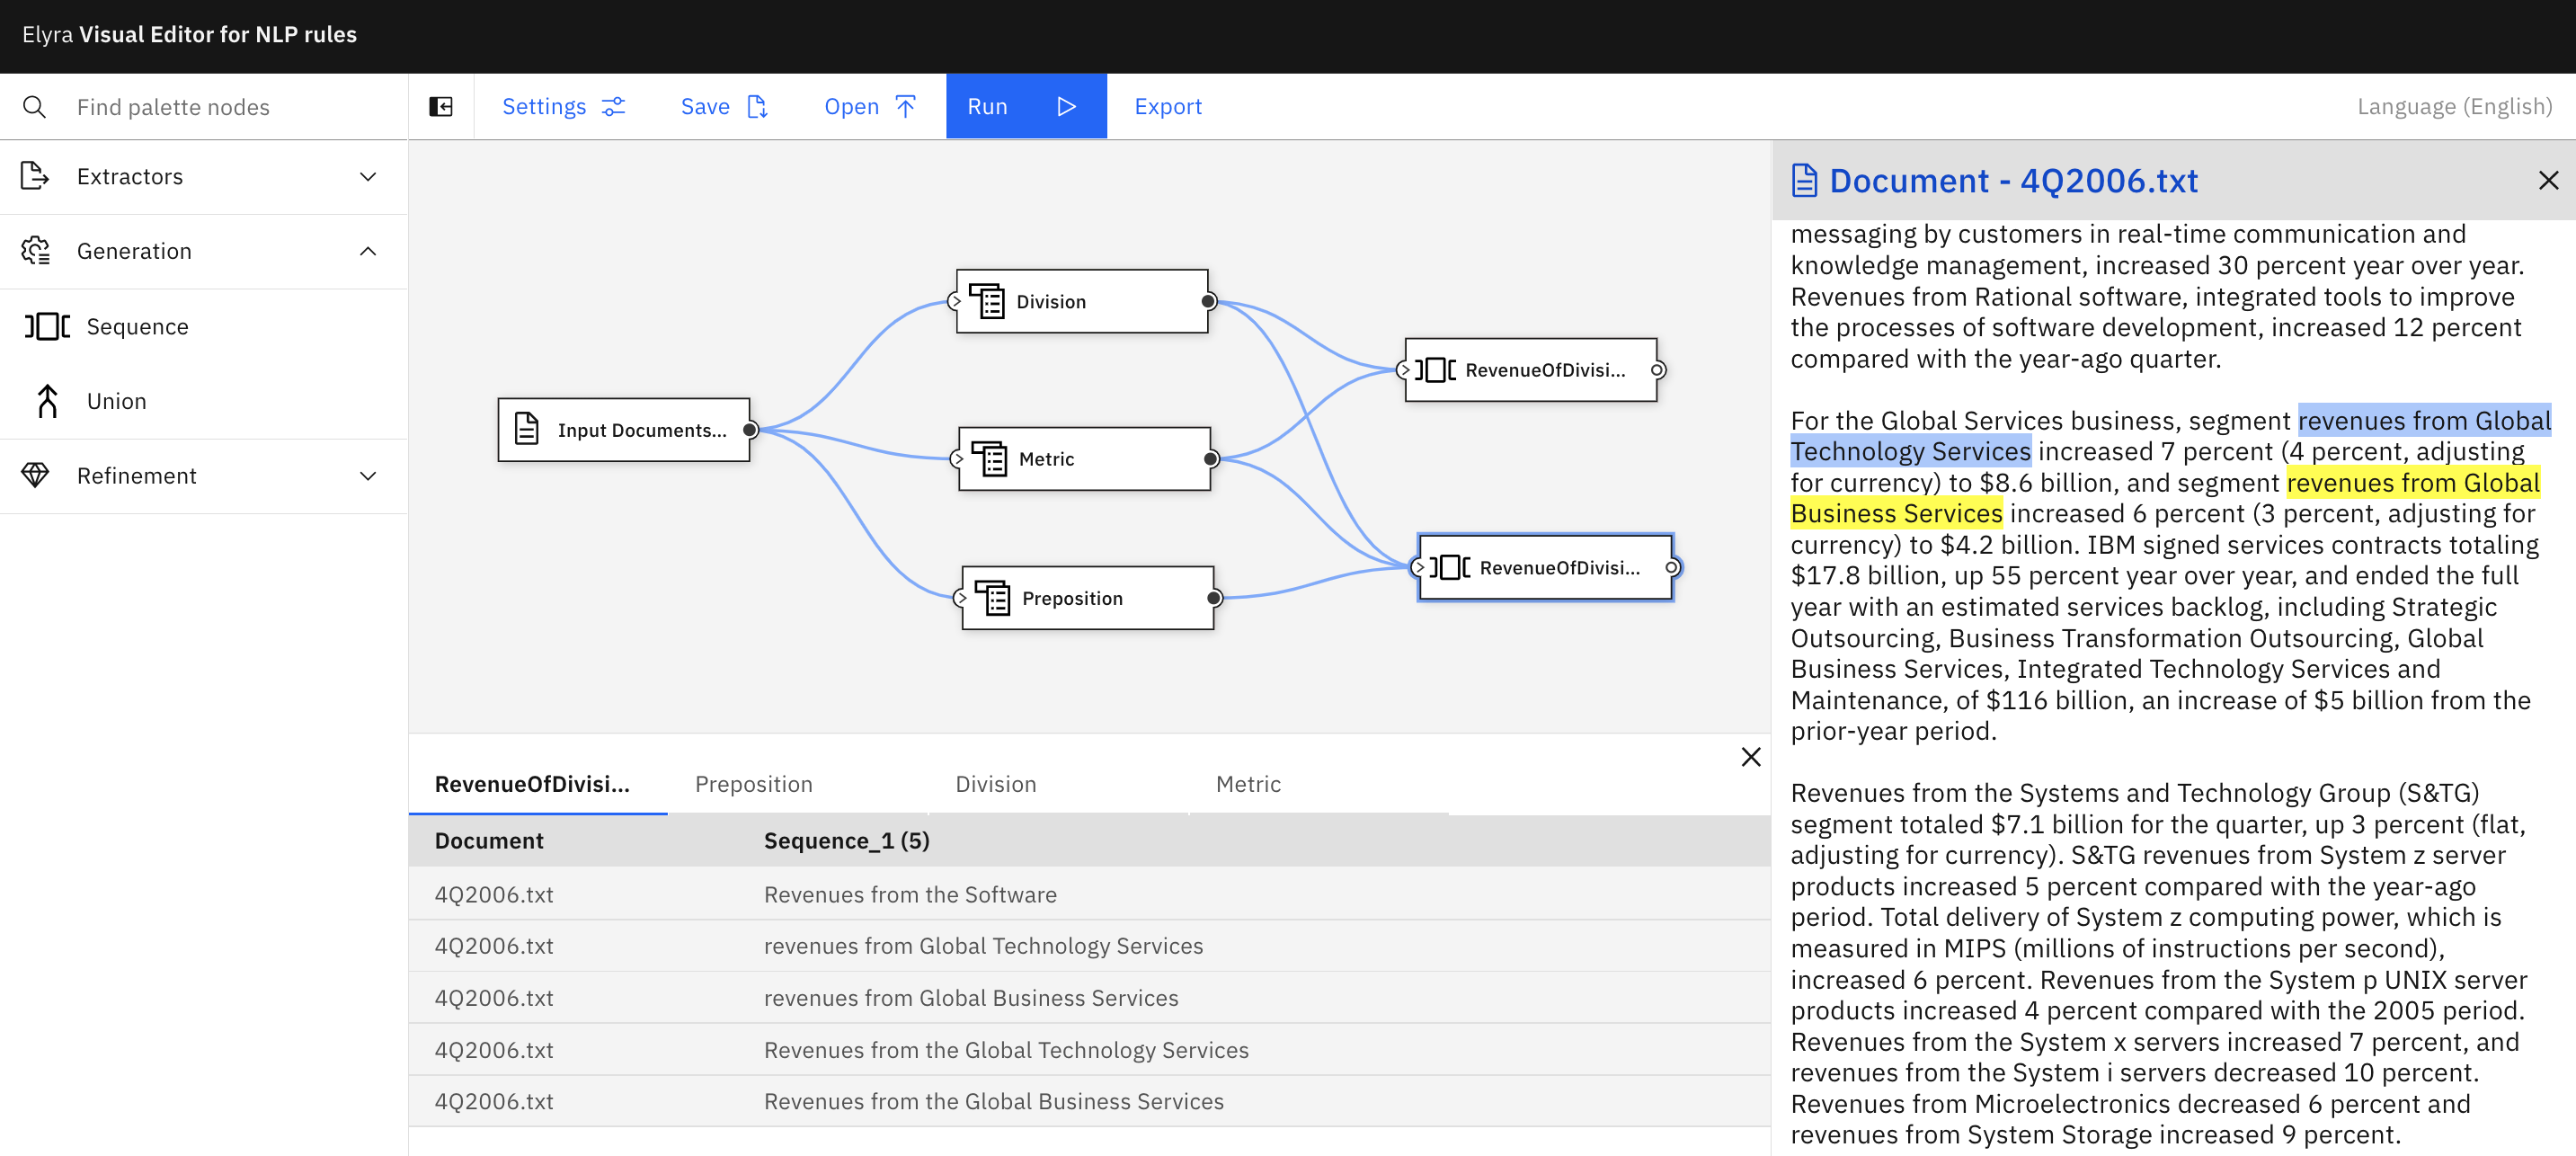 Elyra Visual Editor for NLP rules
Find palette nodes
Settings
Save
Open
Run
Export
Language (English)
Extractors
Generation
Sequence
Union
Refinement
Input Documents...
Division
Metric
Preposition
RevenueOfDivisi...
RevenueOfDivisi...
RevenueOfDivisi...
Preposition
Division
Metric
Document
Sequence_1 (5)
4Q2006.txt
Revenues from the Software
4Q2006.txt
revenues from Global Technology Services
4Q2006.txt
revenues from Global Business Services
4Q2006.txt
Revenues from the Global Technology Services
4Q2006.txt
Revenues from the Global Business Services
Document - 4Q2006.txt
messaging by customers in real-time communication and
knowledge management, increased 30 percent year over year.
Revenues from Rational software, integrated tools to improve
the processes of software development, increased 12 percent
compared with the year-ago quarter.
For the Global Services business, segment revenues from Global
Technology Services increased 7 percent (4 percent, adjusting
for currency) to $8.6 billion, and segment revenues from Global
Business Services increased 6 percent (3 percent, adjusting for
currency) to $4.2 billion. IBM signed services contracts totaling
$17.8 billion, up 55 percent year over year, and ended the full
year with an estimated services backlog, including Strategic
Outsourcing, Business Transformation Outsourcing, Global
Business Services, Integrated Technology Services and
Maintenance, of $116 billion, an increase of $5 billion from the
prior-year period.
Revenues from the Systems and Technology Group (S&TG)
segment totaled $7.1 billion for the quarter, up 3 percent (flat,
adjusting for currency). S&TG revenues from System z server
products increased 5 percent compared with the year-ago
period. Total delivery of System z computing power, which is
measured in MIPS (millions of instructions per second),
increased 6 percent. Revenues from the System p UNIX server
products increased 4 percent compared with the 2005 period.
Revenues from the System x servers increased 7 percent, and
revenues from the System i servers decreased 10 percent.
Revenues from Microelectronics decreased 6 percent and
revenues from System Storage increased 9 percent.